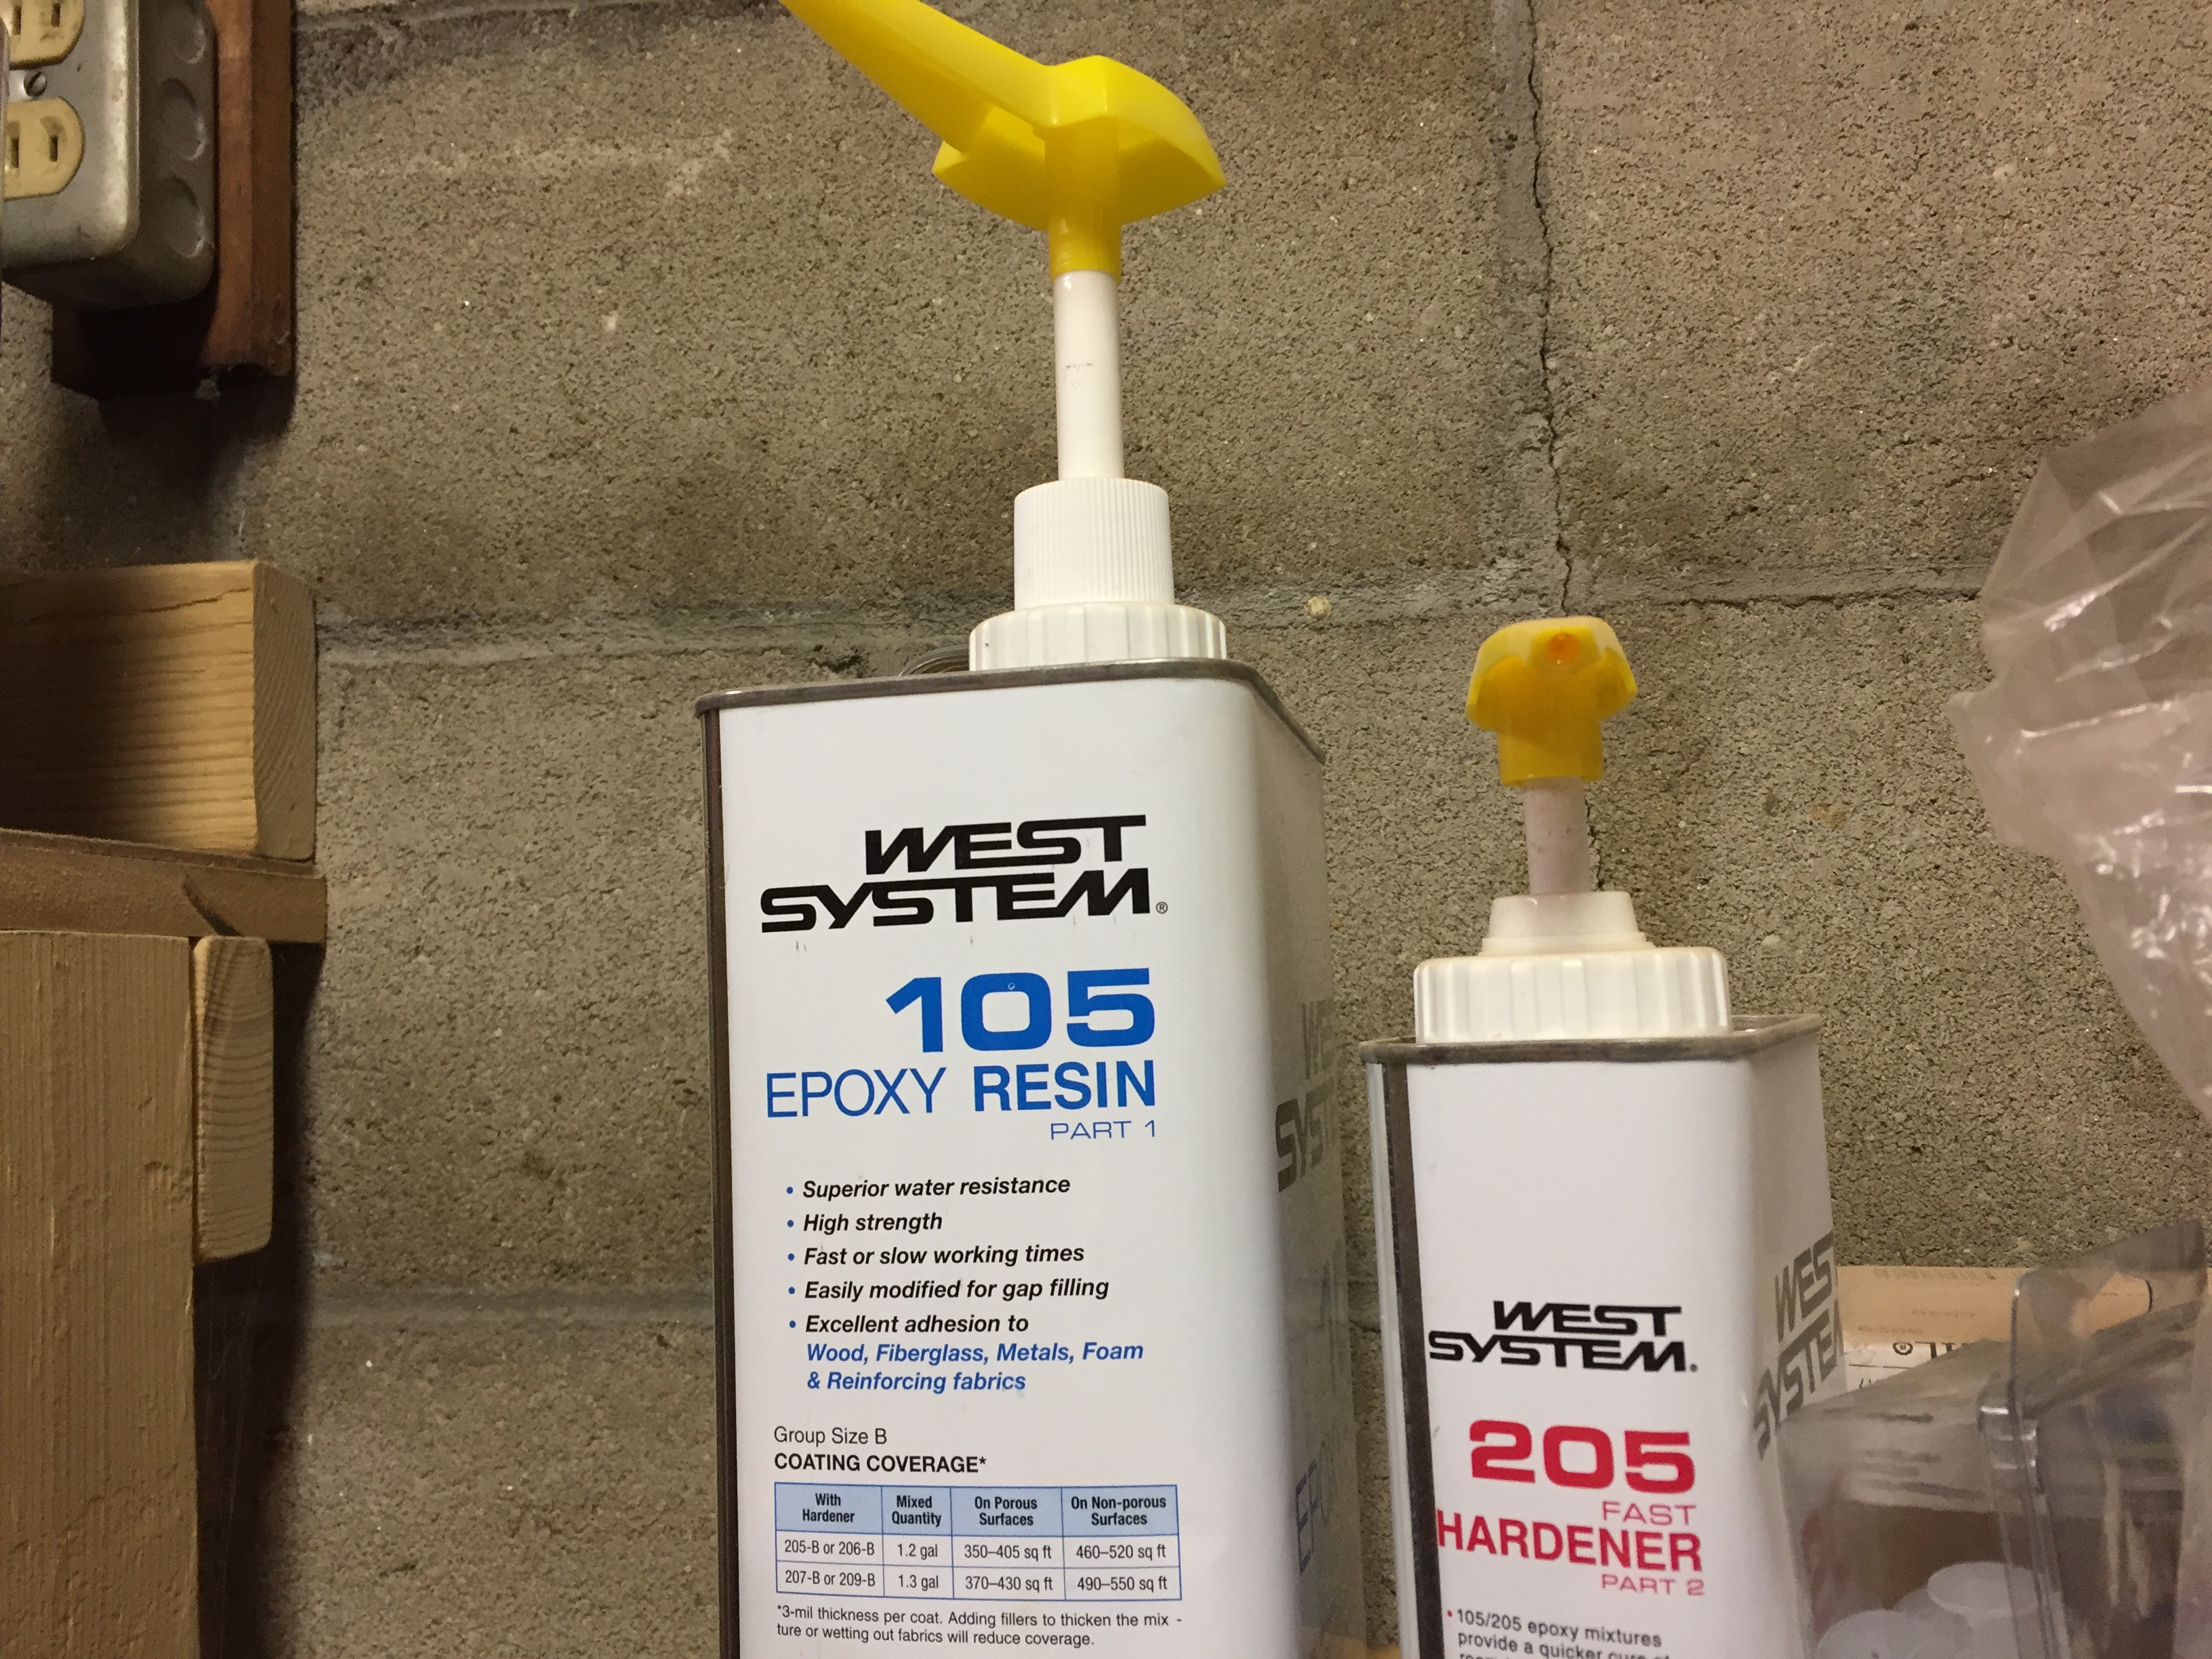 WEST
SYSTEM®
105
EPOXY RESIN
PART 1
• Superior water resistance
• High strength
• Fast or slow working times
• Easily modified for gap filling
• Excellent adhesion to
Wood, Fiberglass, Metals, Foam
& Reinforcing fabrics
Group Size B
COATING COVERAGE*
With Hardener Mixed Quantity On Porous Surfaces On Non-porous Surfaces
205-B or 206-B 1.2 gal 350–405 sq ft 460–520 sq ft
207-B or 209-B 1.3 gal 370–430 sq ft 490–550 sq ft
*3-mil thickness per coat. Adding fillers to thicken the mix -
ture or wetting out fabrics will reduce coverage.
WEST
SYST
EPO
WEST
SYSTEM®
205
FAST
HARDENER
PART 2
• 105/205 epoxy mixtures
provide a quicker cure
WES
SYSTEM